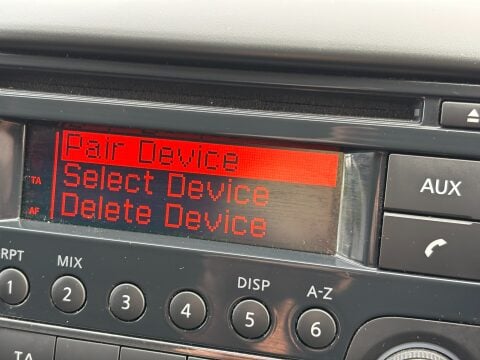 Pair Device
TA Select Device
AF Delete Device
AUX
RPT MIX DISP A-Z
1 2 3 4 5 6
TA